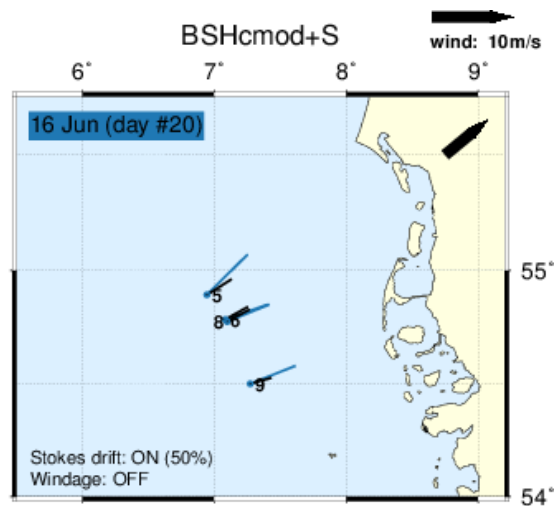 BSHcmod+S
wind: 10m/s
6° 7° 8° 9°
16 Jun (day #20)
55°
5
8 6
9
Stokes drift: ON (50%)
Windage: OFF
54°